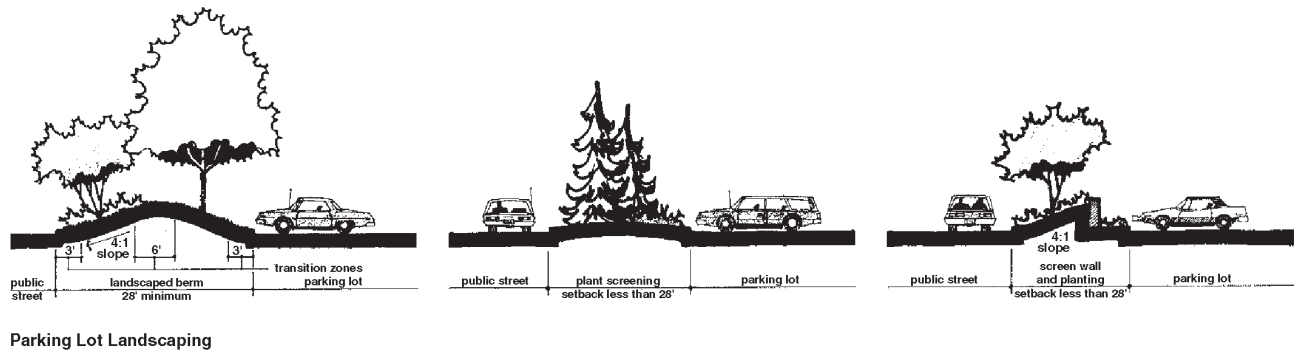 3'
4:1
slope
6'
3'
transition zones
public
street
landscaped berm
28' minimum
parking lot
public street
plant screening
setback less than 28'
parking lot
4:1
slope
public street
screen wall
and planting
setback less than 28'
parking lot
Parking Lot Landscaping